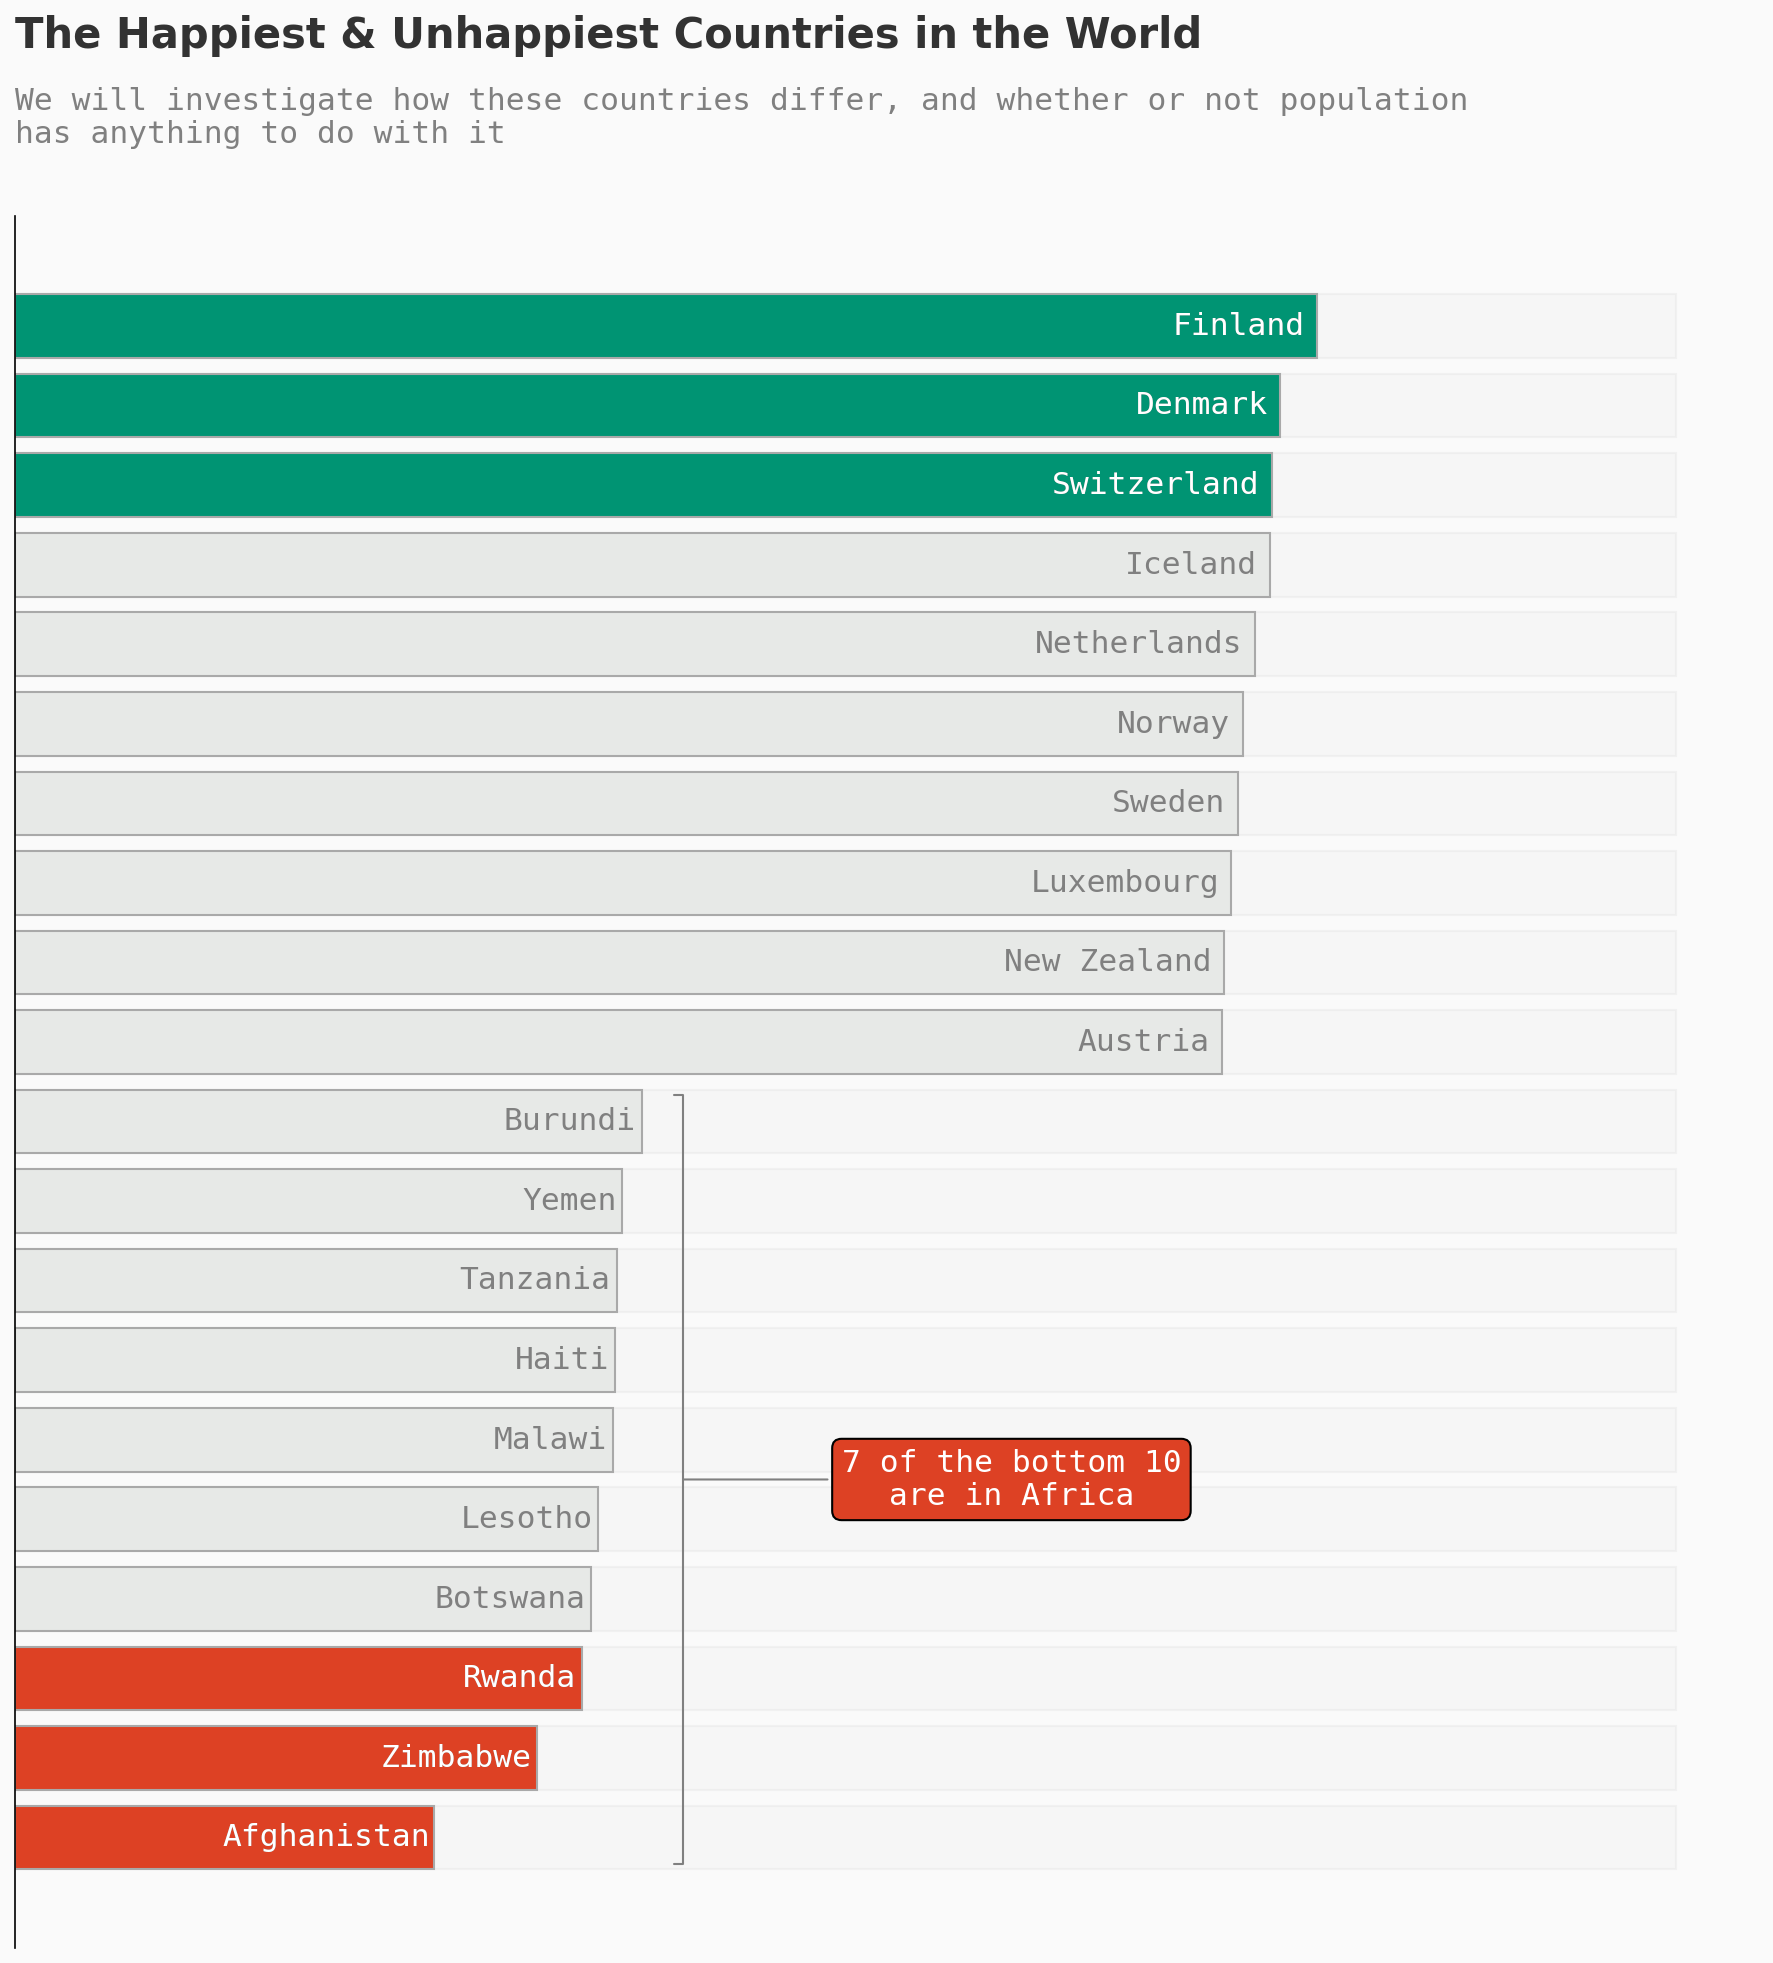 The Happiest & Unhappiest Countries in the World
We will investigate how these countries differ, and whether or not population
has anything to do with it
Finland
Denmark
Switzerland
Iceland
Netherlands
Norway
Sweden
Luxembourg
New Zealand
Austria
Burundi
Yemen
Tanzania
Haiti
Malawi
7 of the bottom 10
are in Africa
Lesotho
Botswana
Rwanda
Zimbabwe
Afghanistan